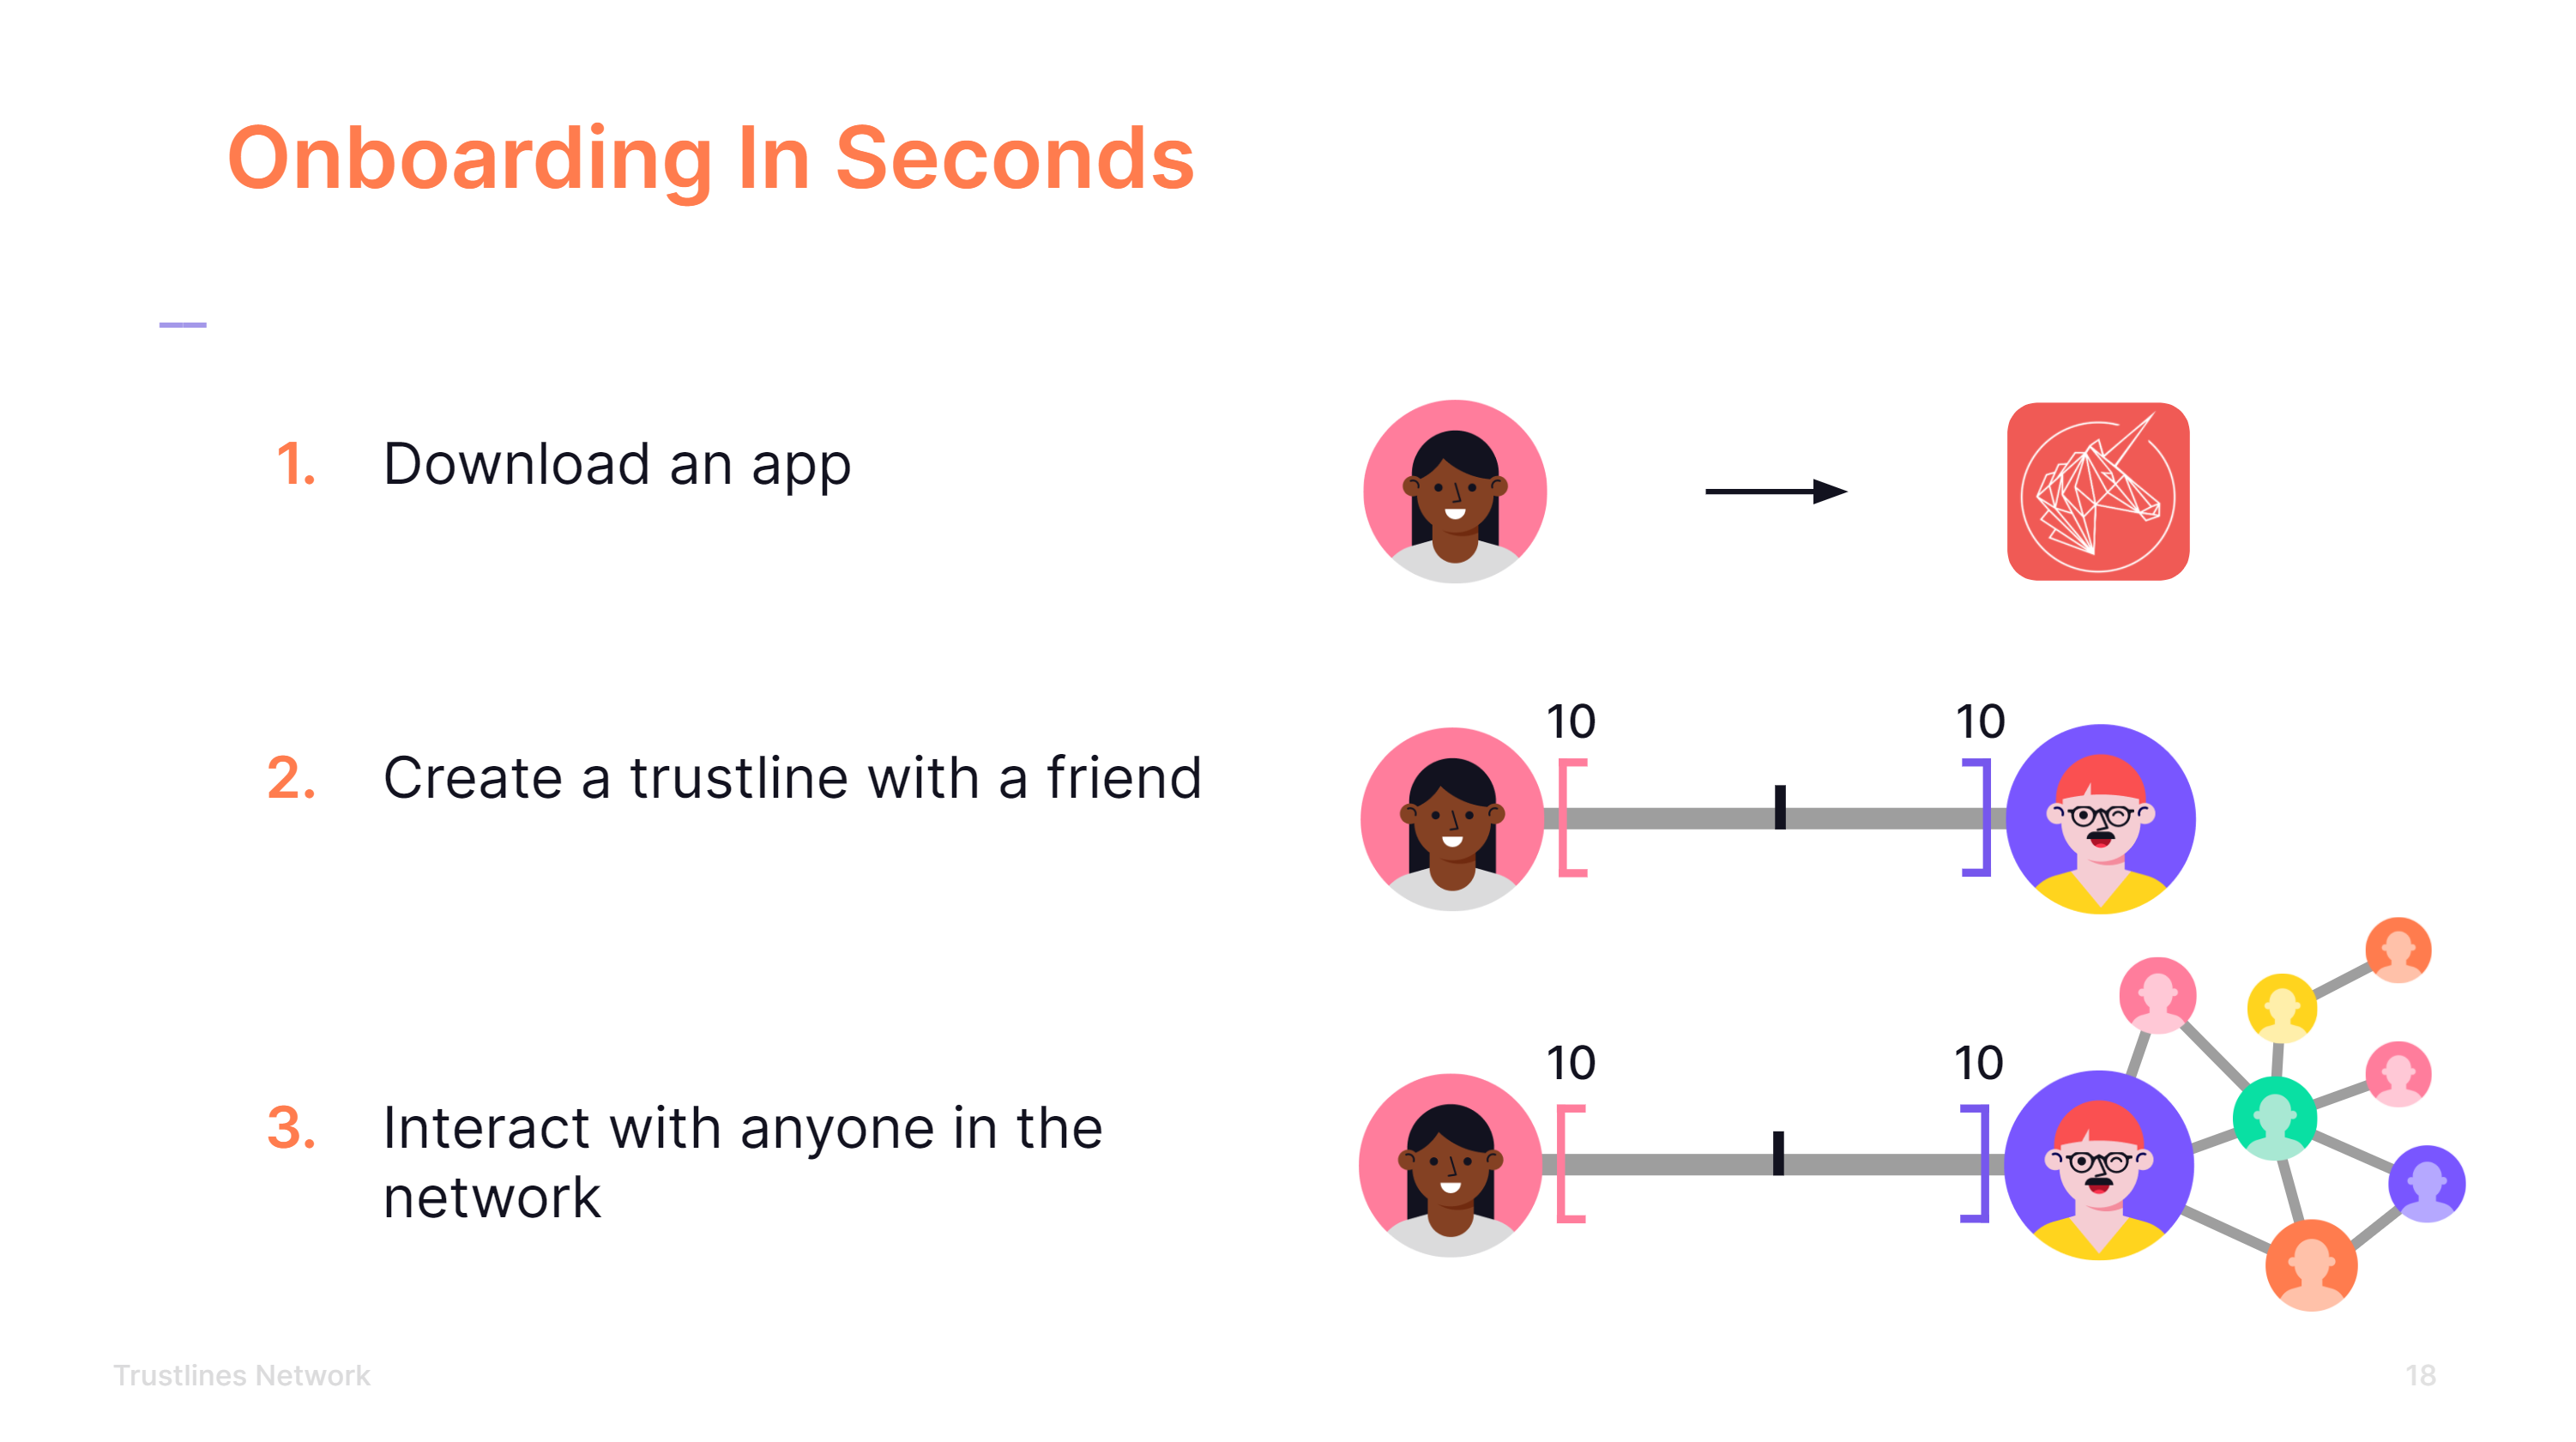 Onboarding In Seconds
1. Download an app
10 10
2. Create a trustline with a friend
10 10
3. Interact with anyone in the
network
Trustlines Network
18